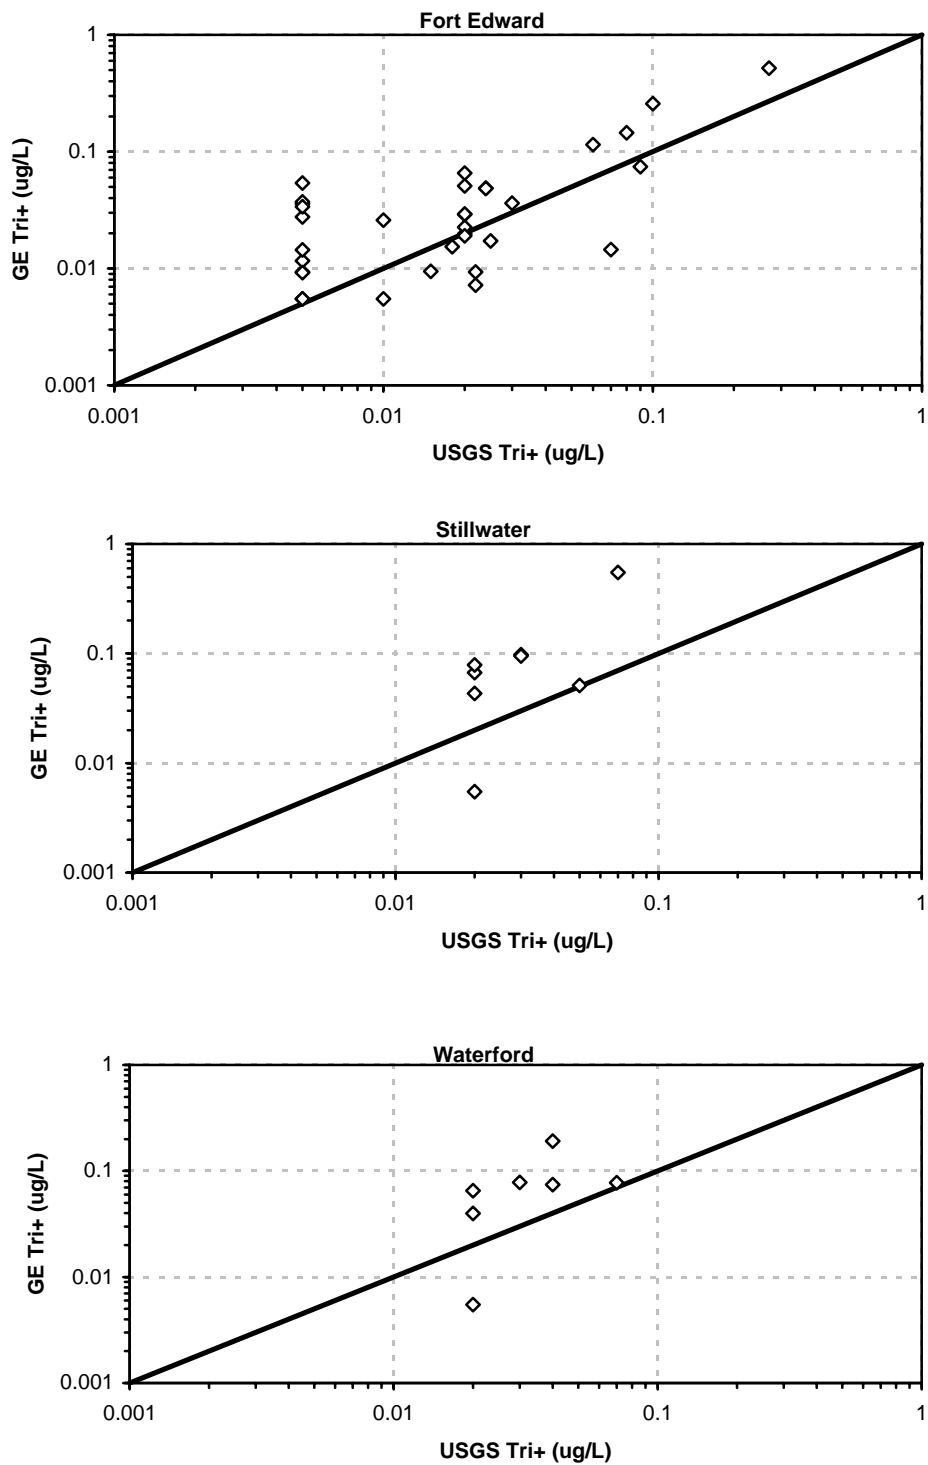 Fort Edward
1
0.1
0.01
0.001
GE Tri+ (ug/L)
0.001 0.01 0.1 1
USGS Tri+ (ug/L)
Stillwater
1
0.1
0.01
0.001
GE Tri+ (ug/L)
0.001 0.01 0.1 1
USGS Tri+ (ug/L)
Waterford
1
0.1
0.01
0.001
GE Tri+ (ug/L)
0.001 0.01 0.1 1
USGS Tri+ (ug/L)